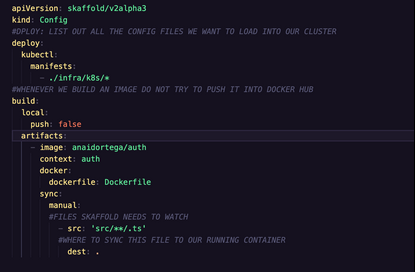 apiVersion: skaffold/v2alpha3
kind: Config
#DPLOY: LIST OUT ALL THE CONFIG FILES WE WANT TO LOAD INTO OUR CLUSTER
deploy:
  kubectl:
    manifests:
      - ./infra/k8s/*
#WHENEVER WE BUILD AN IMAGE DO NOT TRY TO PUSH IT INTO DOCKER HUB
build:
  local:
    push: false
  artifacts:
    - image: anaidortega/auth
      context: auth
      docker:
        dockerfile: Dockerfile
      sync:
        manual:
        #FILES SKAFFOLD NEEDS TO WATCH
          - src: 'src/**/.ts'
          #WHERE TO SYNC THIS FILE TO OUR RUNNING CONTAINER
            dest: .